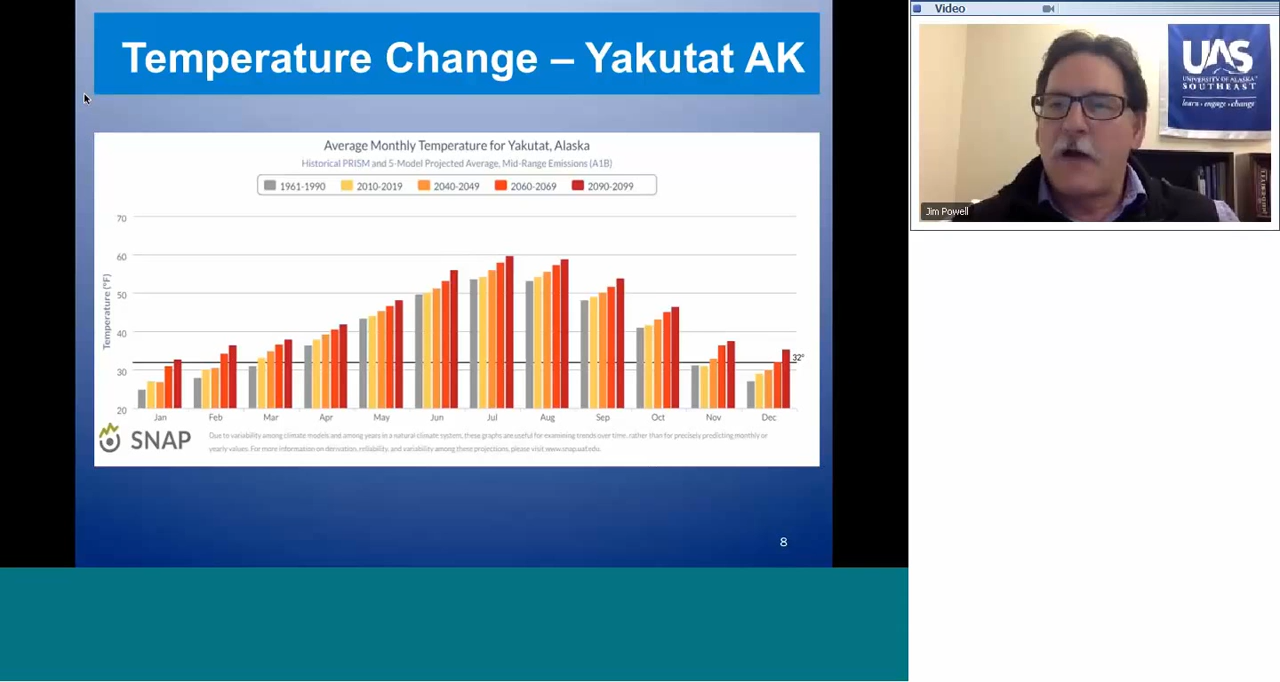 Temperature Change – Yakutat AK
Average Monthly Temperature for Yakutat, Alaska
Historical PRISM and 5-Model Projected Average, Mid-Range Emissions (A1B)
1961-1990 2010-2019 2040-2049 2060-2069 2090-2099
Temperature (°F)
70
60
50
40
30
20
32°
Jan Feb Mar Apr May Jun Jul Aug Sep Oct Nov Dec
SNAP
Due to variability among climate models and among years in a natural climate system, these graphs are useful for examining trends over time, rather than for precisely predicting monthly or
yearly values. For more information on derivation, reliability, and variability among these projections, please visit www.snap.uaf.edu.
8
Video
UAS
UNIVERSITY OF ALASKA
SOUTHEAST
learn • engage • change
Jim Powell